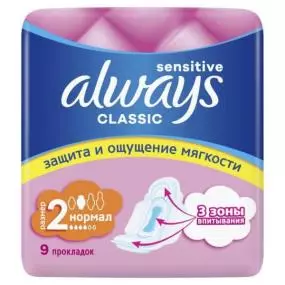 sensitive
always
CLASSIC
защита и ощущение мягкости
размер
2 нормал
3 зоны
впитывания
9 прокладок